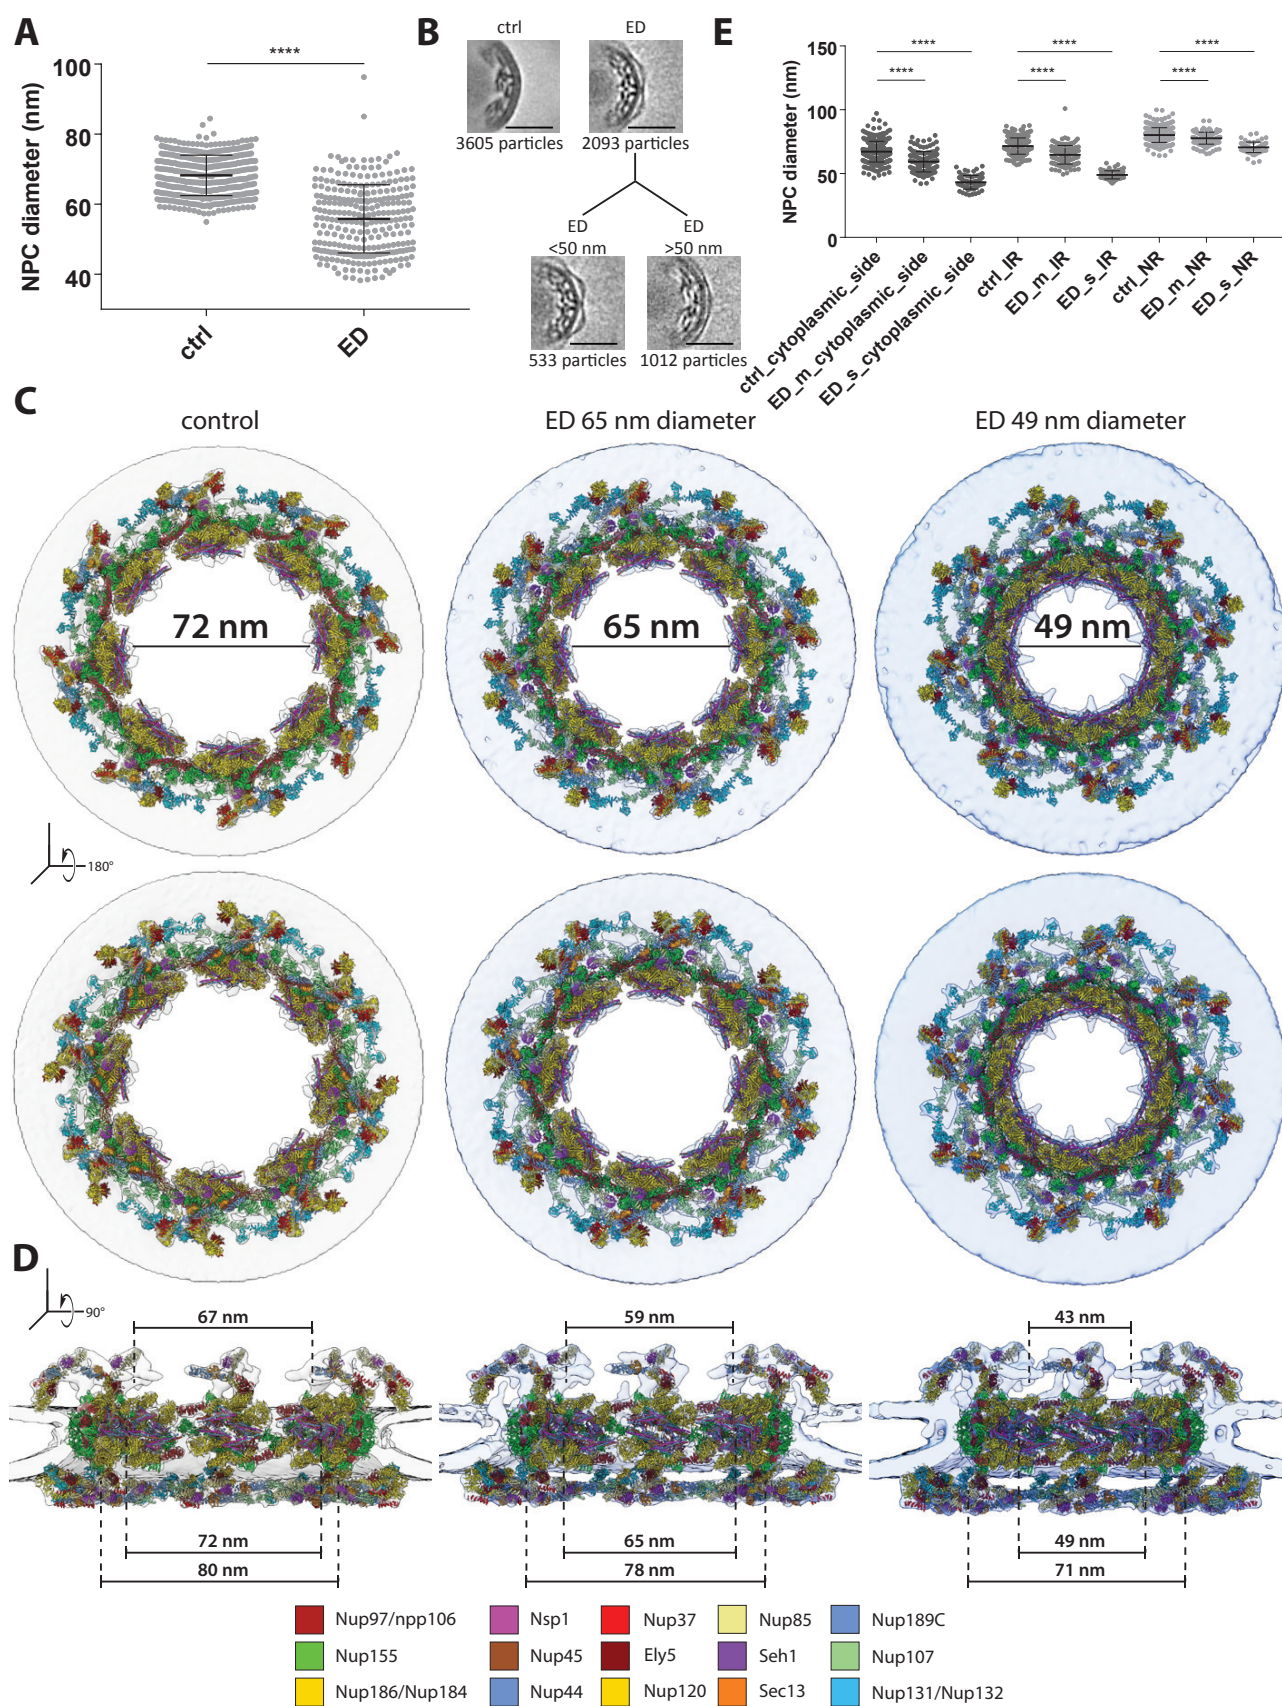 A
****
NPC diameter (nm)
100
80
60
40
ctrl
ED
B
ctrl
ED
3605 particles
2093 particles
ED
<50 nm
ED
>50 nm
533 particles
1012 particles
E
****
****
****
****
****
****
NPC diameter (nm)
150
100
50
0
ctrl_cytoplasmic_side
ED_m_cytoplasmic_side
ED_s_cytoplasmic_side
ctrl_IR
ED_m_IR
ED_s_IR
ctrl_NR
ED_m_NR
ED_s_NR
C
control
ED 65 nm diameter
ED 49 nm diameter
72 nm
65 nm
49 nm
180°
D
90°
67 nm
59 nm
43 nm
72 nm
65 nm
49 nm
80 nm
78 nm
71 nm
Nup97/npp106
Nsp1
Nup37
Nup85
Nup189C
Nup155
Nup45
Ely5
Seh1
Nup107
Nup186/Nup184
Nup44
Nup120
Sec13
Nup131/Nup132